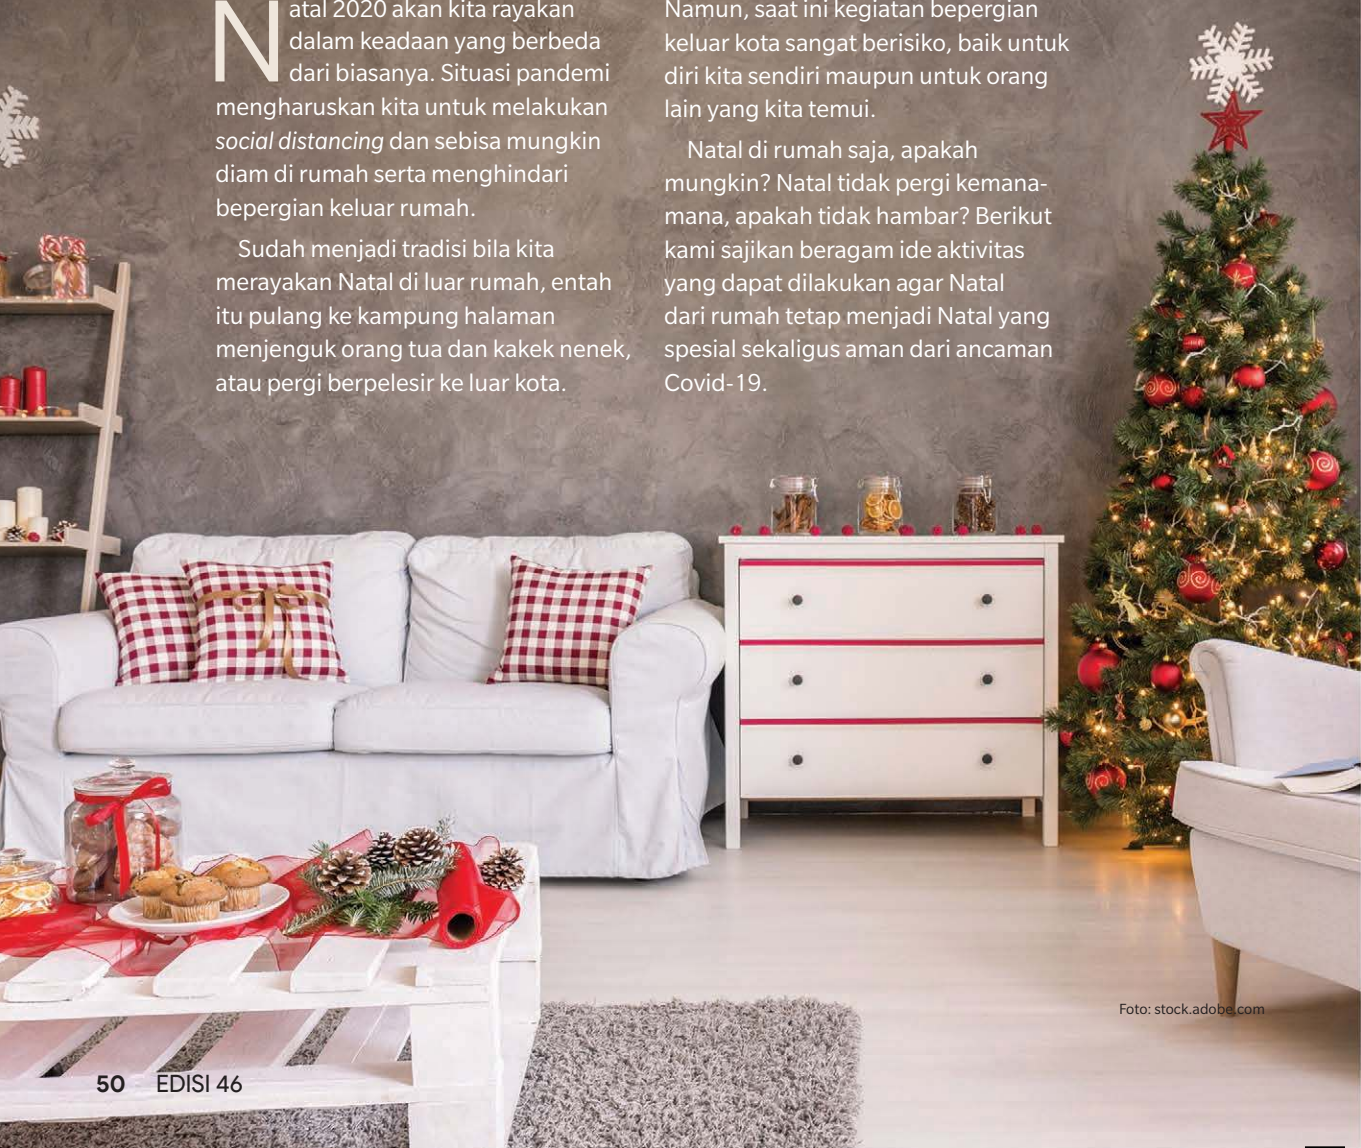 Natal 2020 akan kita rayakan
dalam keadaan yang berbeda
dari biasanya. Situasi pandemi
mengharuskan kita untuk melakukan
social distancing dan sebisa mungkin
diam di rumah serta menghindari
bepergian keluar rumah.
Sudah menjadi tradisi bila kita
merayakan Natal di luar rumah, entah
itu pulang ke kampung halaman
menjenguk orang tua dan kakek nenek,
atau pergi berpelesir ke luar kota.
Namun, saat ini kegiatan bepergian
keluar kota sangat berisiko, baik untuk
diri kita sendiri maupun untuk orang
lain yang kita temui.
Natal di rumah saja, apakah
mungkin? Natal tidak pergi kemana-
mana, apakah tidak hambar? Berikut
kami sajikan beragam ide aktivitas
yang dapat dilakukan agar Natal
dari rumah tetap menjadi Natal yang
spesial sekaligus aman dari ancaman
Covid-19.
Foto: stock.adobe.com
50 EDISI 46